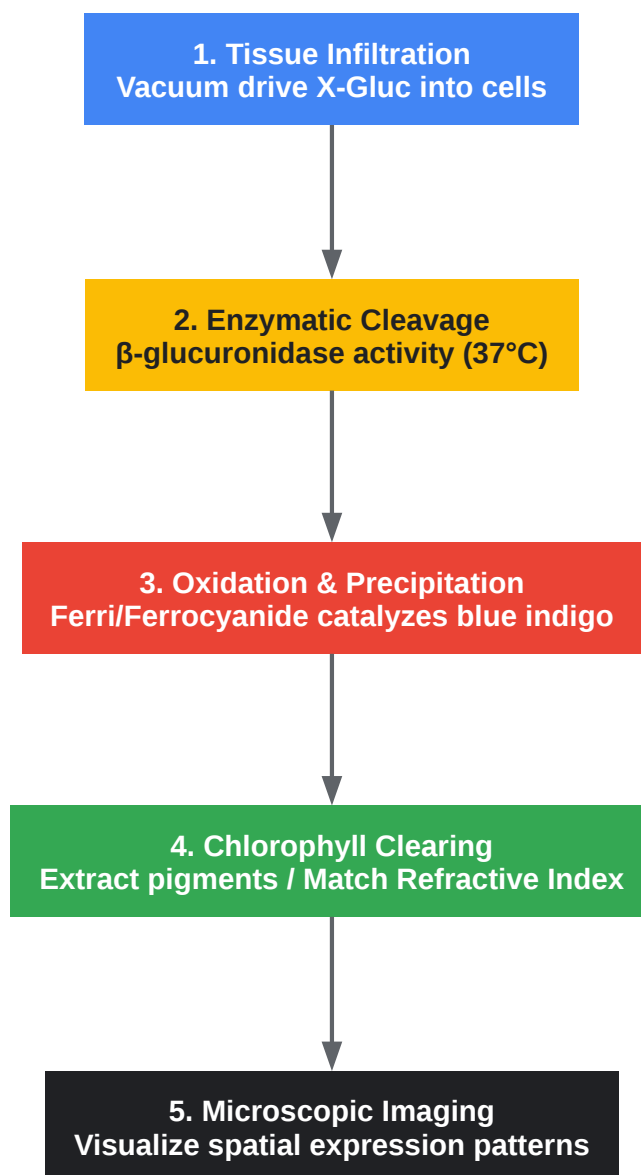 1. Tissue Infiltration
Vacuum drive X-Gluc into cells
2. Enzymatic Cleavage
β-glucuronidase activity (37°C)
3. Oxidation & Precipitation
Ferri/Ferrocyanide catalyzes blue indigo
4. Chlorophyll Clearing
Extract pigments / Match Refractive Index
5. Microscopic Imaging
Visualize spatial expression patterns